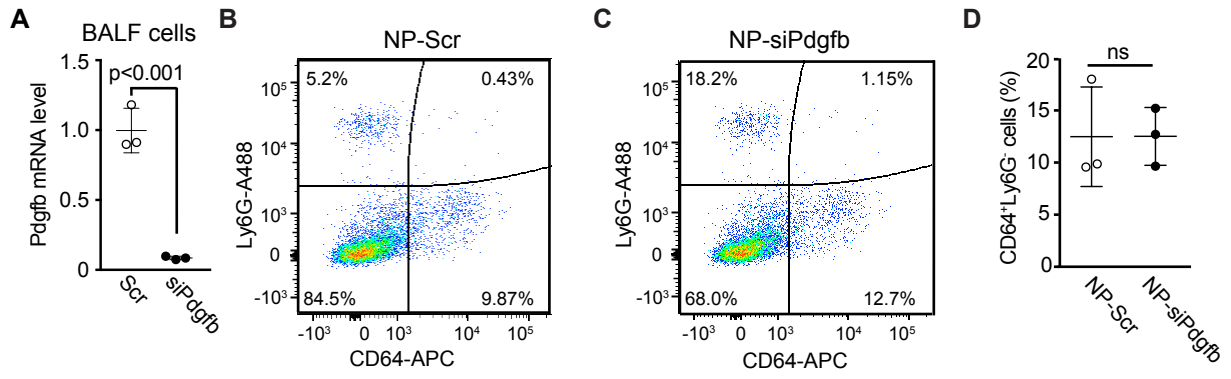 A
BALF cells
Pdgfb mRNA level
1.5
1.0
0.5
0
p<0.001
Scr
siPdgfb
B
NP-Scr
Ly6G-A488
10⁵
10⁴
10³
0
-10³
5.2%
0.43%
84.5%
9.87%
-10³ 0 10³ 10⁴ 10⁵
CD64-APC
C
NP-siPdgfb
Ly6G-A488
10⁵
10⁴
10³
0
-10³
18.2%
1.15%
68.0%
12.7%
-10³ 0 10³ 10⁴ 10⁵
CD64-APC
D
CD64⁺Ly6G⁻ cells (%)
20
15
10
5
0
ns
NP-Scr
NP-siPdgfb